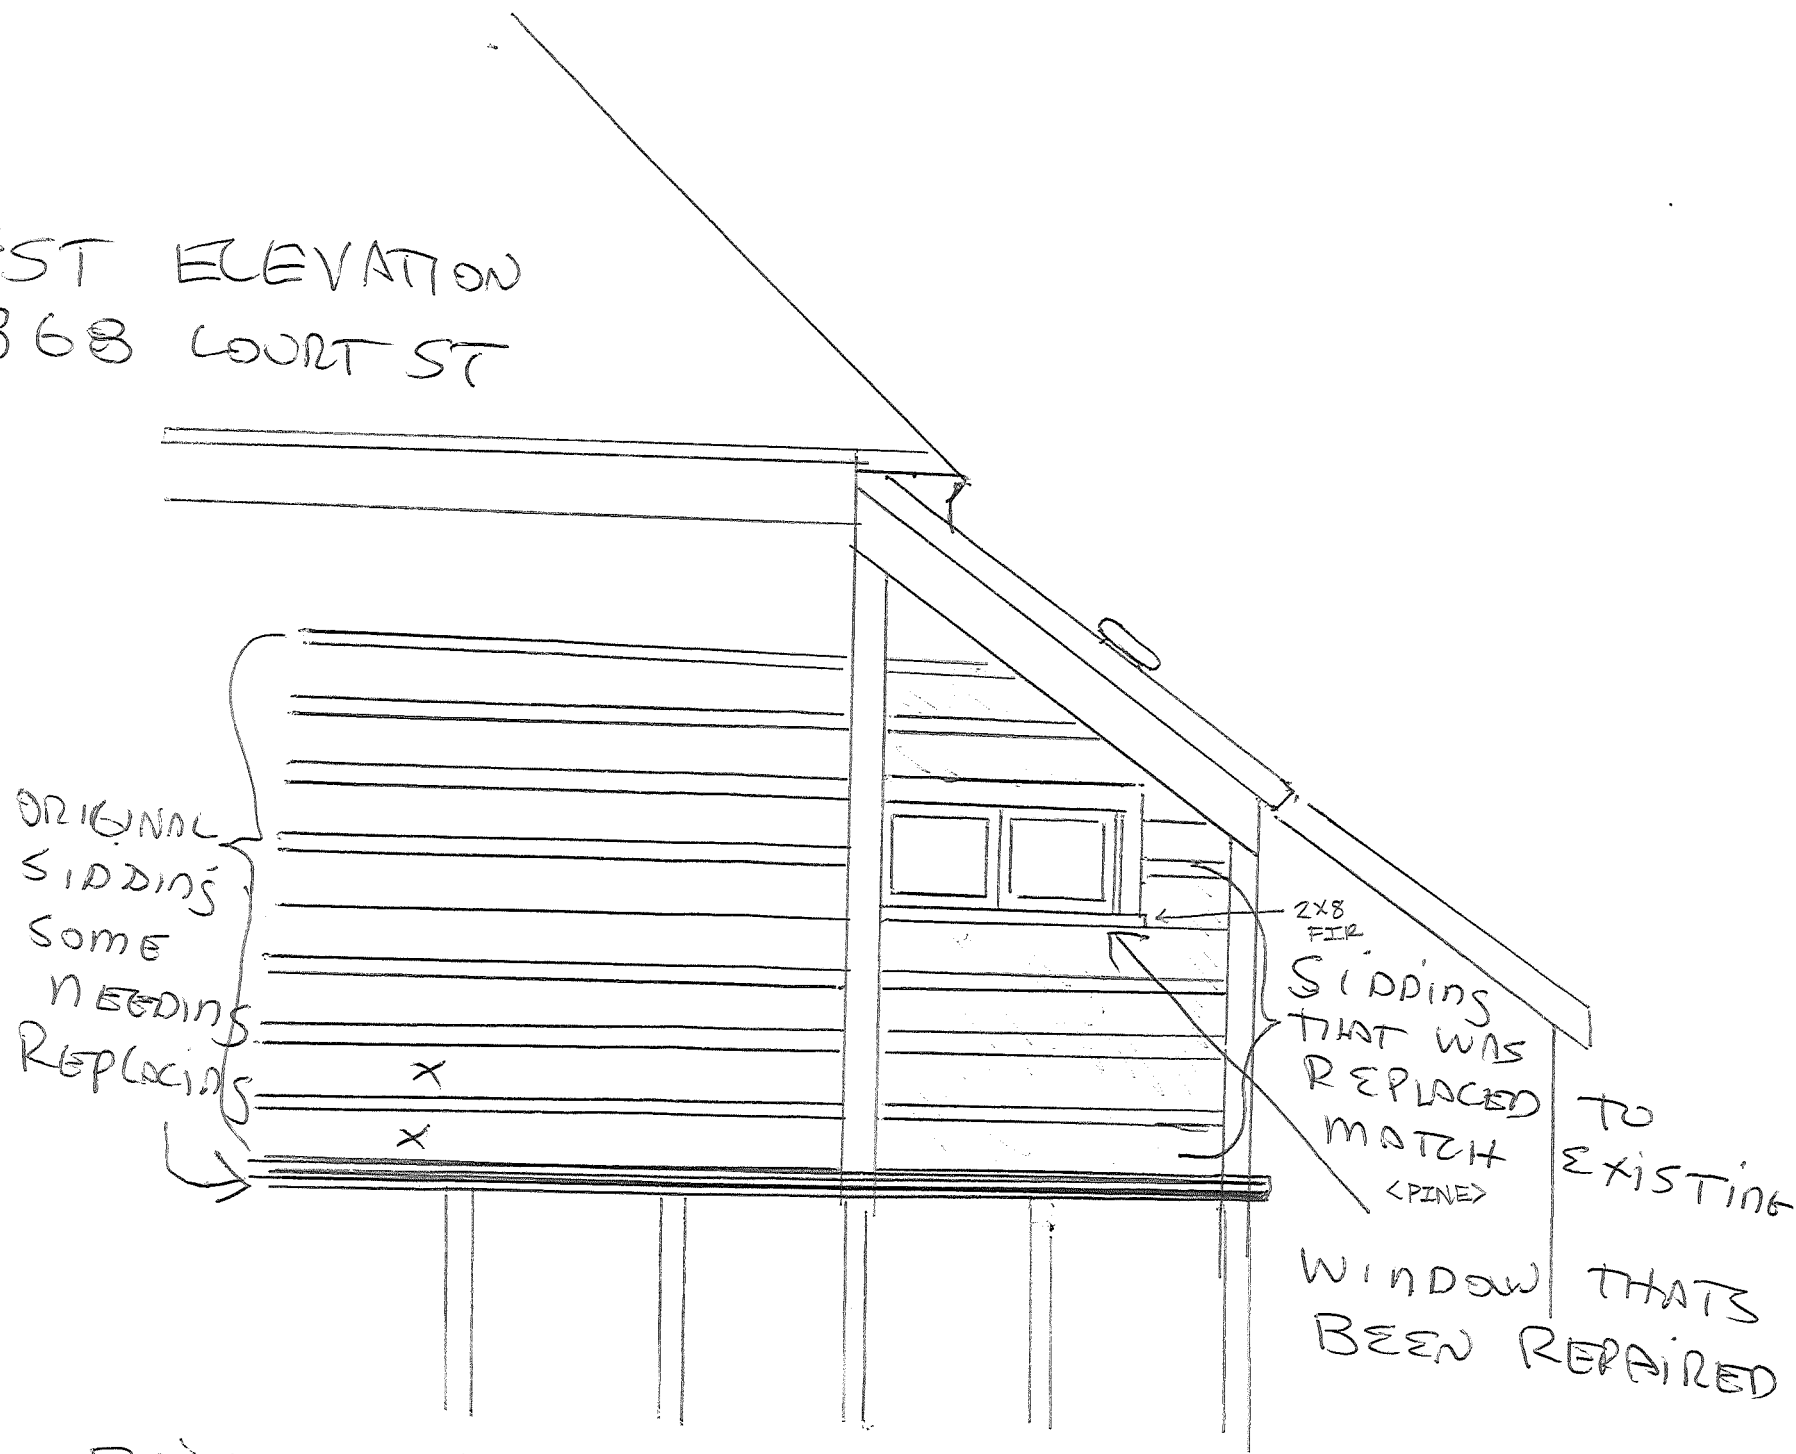 ST ELEVATION
368 COURT ST
ORIGINAL
SIDDING
SOME
NEEDING
REPLACING
X
X
2X8
FIR
SIDDING
THAT WAS
REPLACED TO
MATCH EXISTING
<PINE>
WINDOW THATS
BEEN REPAIRED